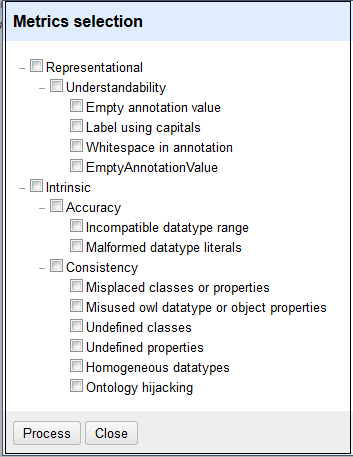 Metrics selection
Representational
Understandability
Empty annotation value
Label using capitals
Whitespace in annotation
EmptyAnnotationValue
Intrinsic
Accuracy
Incompatible datatype range
Malformed datatype literals
Consistency
Misplaced classes or properties
Misused owl datatype or object properties
Undefined classes
Undefined properties
Homogeneous datatypes
Ontology hijacking
Process Close